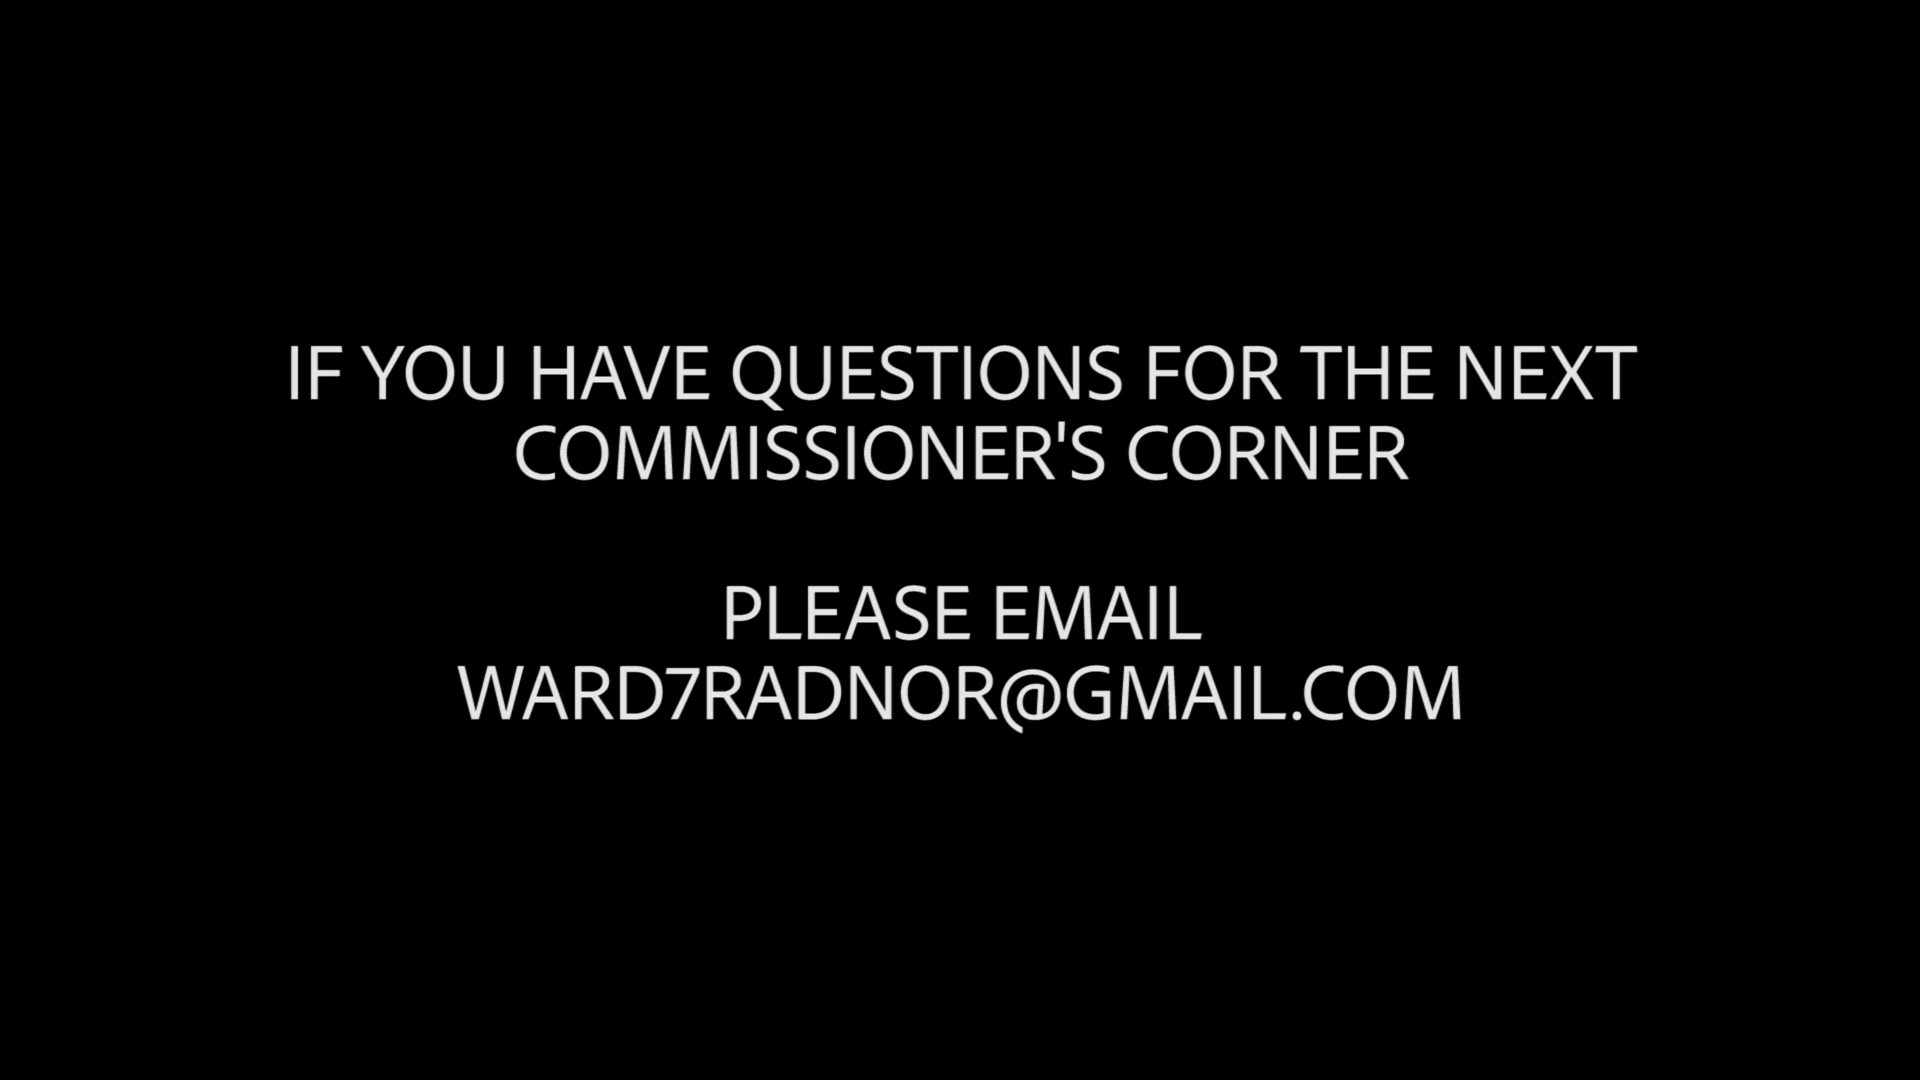 IF YOU HAVE QUESTIONS FOR THE NEXT
COMMISSIONER'S CORNER
PLEASE EMAIL
WARD7RADNOR@GMAIL.COM